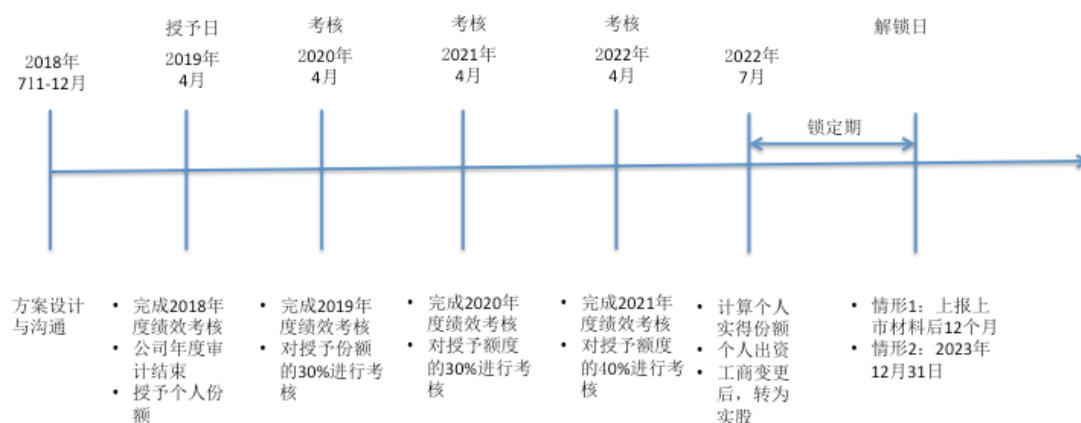 授予日
考核
考核
考核
解锁日
2018年
711-12月
2019年
4月
2020年
4月
2021年
4月
2022年
4月
2022年
7月
锁定期
方案设计
与沟通
• 完成2018年
度绩效考核
• 公司年度审
计结束
• 授予个人份
额
• 完成2019年
度绩效考核
• 对授予份额
的30%进行考
核
• 完成2020年
度绩效考核
• 对授予额度
的30%进行考
核
• 完成2021年
度绩效考核
• 对授予额度
的40%进行考
核
• 计算个人
实得份额
• 个人出资
• 工商变更
后，转为
实股
• 情形1：上报上
市材料后12个月
• 情形2：2023年
12月31日